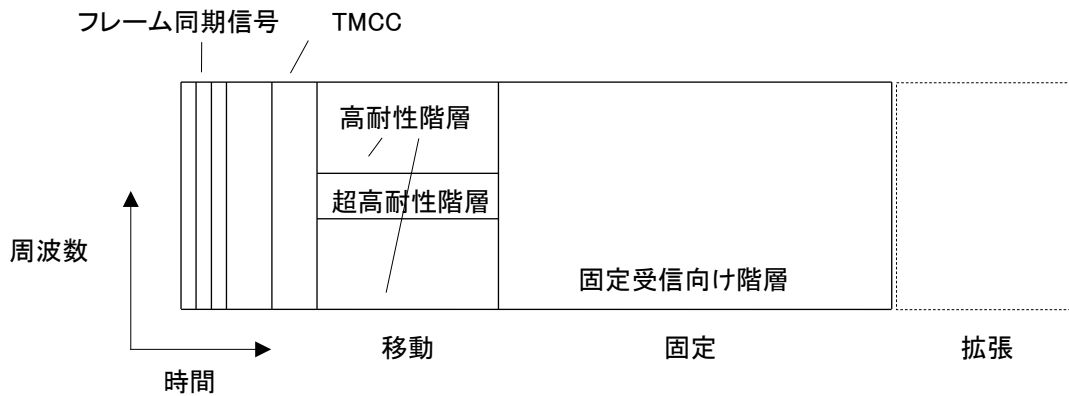 フレーム同期信号
TMCC
高耐性階層
超高耐性階層
周波数
固定受信向け階層
移動
固定
拡張
時間